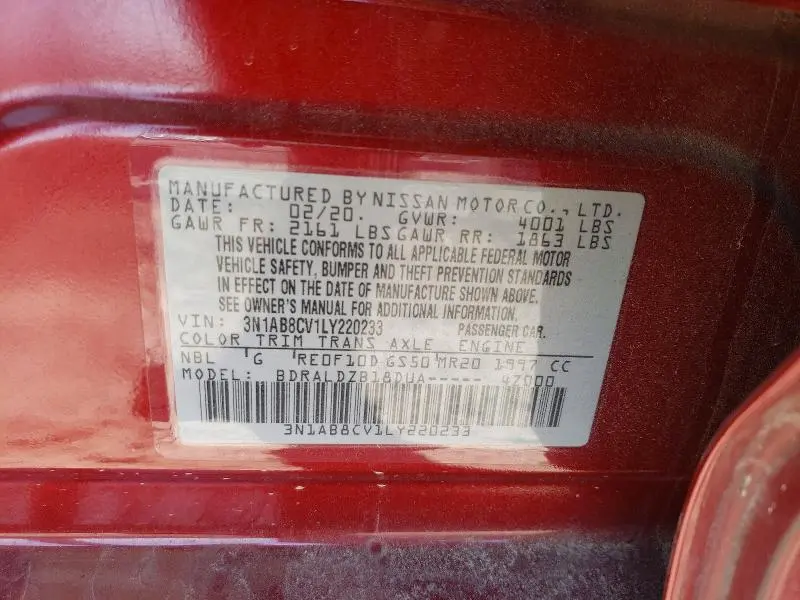 MANUFACTURED BY NISSAN MOTOR CO., LTD.
DATE: 02/20. GVWR: 4001 LBS
GAWR FR: 2161 LBS GAWR RR: 1863 LBS
THIS VEHICLE CONFORMS TO ALL APPLICABLE FEDERAL MOTOR
VEHICLE SAFETY, BUMPER AND THEFT PREVENTION STANDARDS
IN EFFECT ON THE DATE OF MANUFACTURE SHOWN ABOVE.
SEE OWNER'S MANUAL FOR ADDITIONAL INFORMATION.
VIN: 3N1AB8CV1LY220233 PASSENGER CAR.
COLOR TRIM TRANS AXLE ENGINE
NBL 'G 'RE0F10D GS50 'MR20 1997 CC
MODEL: BDRALDZB18DUA----- 4Z000
3N1AB8CV1LY220233